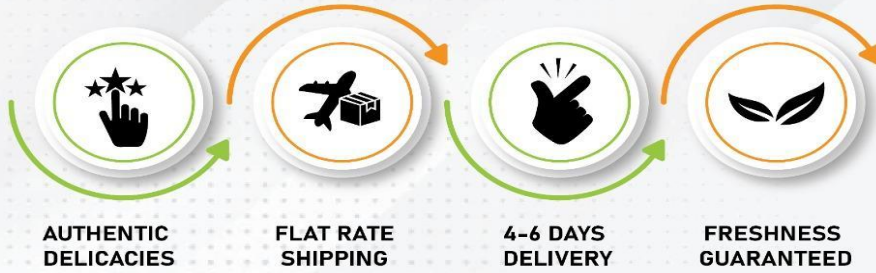 AUTHENTIC
DELICACIES
FLAT RATE
SHIPPING
4-6 DAYS
DELIVERY
FRESHNESS
GUARANTEED